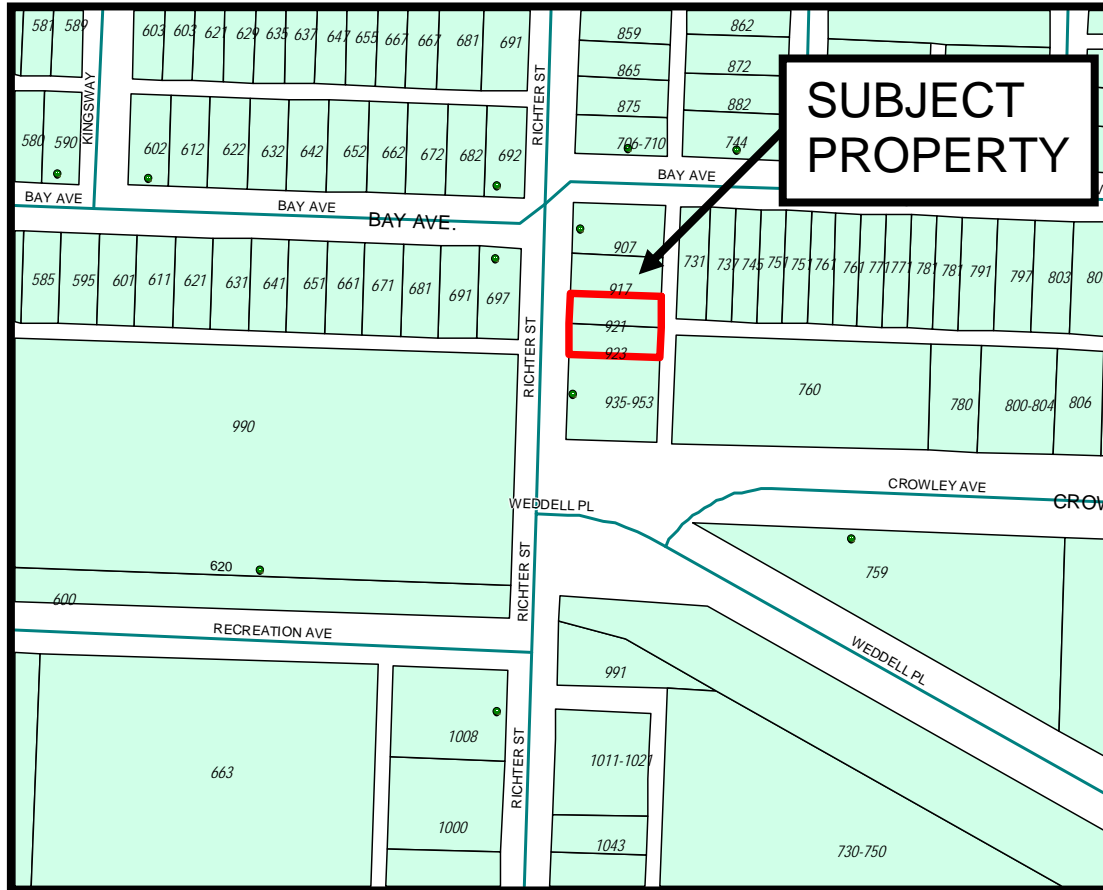 581 589
603 603 621 629 635 637 647 655 667 667 681 691
859
862
865
872
875
882
706-710
744
SUBJECT
PROPERTY
KINGSWAY
RICHTER ST
580 590
602 612 622 632 642 652 662 672 682 692
BAY AVE
BAY AVE
BAY AVE.
BAY AVE
907
917
921
923
935-953
585 595 601 611 621 631 641 651 661 671 681 691 697
731 737 745 751 751 761 761 771 771 781 781 791 797 803 80
RICHTER ST
990
760
780
800-804
806
CROWLEY AVE
CROW
WEDDELL PL
759
620
600
RICHTER ST
RECREATION AVE
WEDDELL PL
991
1008
663
RICHTER ST
1011-1021
1000
1043
730-750